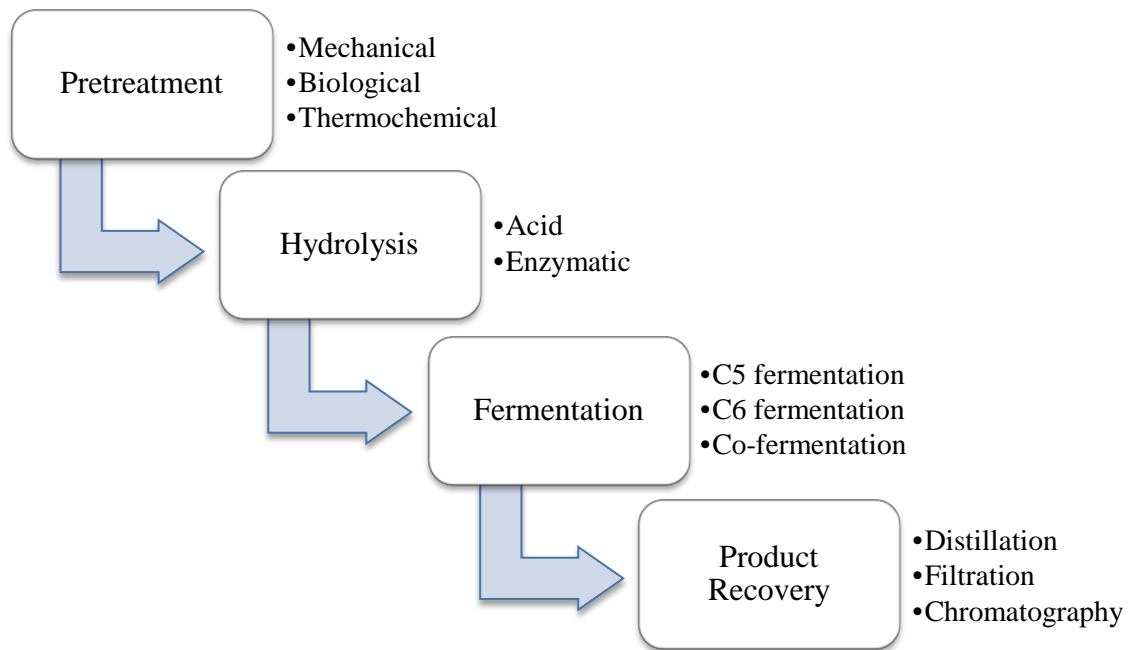 Pretreatment
•Mechanical
•Biological
•Thermochemical
Hydrolysis
•Acid
•Enzymatic
Fermentation
•C5 fermentation
•C6 fermentation
•Co-fermentation
Product
Recovery
•Distillation
•Filtration
•Chromatography